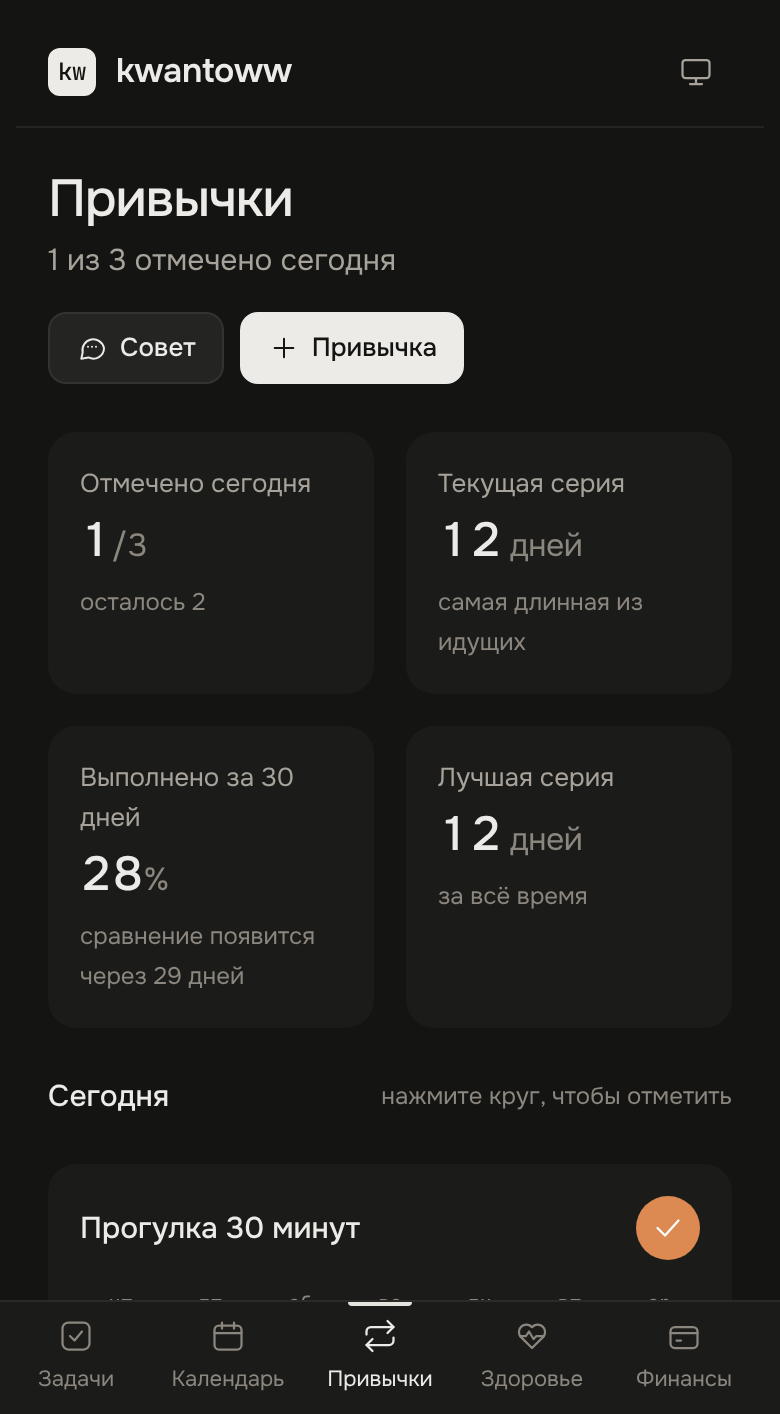 kw kwantoww
Привычки
1 из 3 отмечено сегодня
Совет
Привычка
Отмечено сегодня
1 /3
осталось 2
Текущая серия
12 дней
самая длинная из
идущих
Выполнено за 30
дней
28%
сравнение появится
через 29 дней
Лучшая серия
12 дней
за всё время
Сегодня
нажмите круг, чтобы отметить
Прогулка 30 минут
Задачи
Календарь
Привычки
Здоровье
Финансы